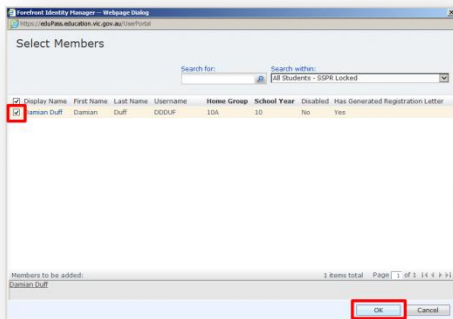 Forefront Identity Manager -- Webpage Dialog
https://eduPass.education.vic.gov.au/UserPortal
Select Members
Search for: Search within:
All Students - SSPR Locked
Display Name First Name Last Name Username Home Group School Year Disabled Has Generated Registration Letter
Damian Duff Damian Duff DDDUF 10A 10 No Yes
Members to be added: 1 items total Page 1 of 1
Damian Duff
OK Cancel